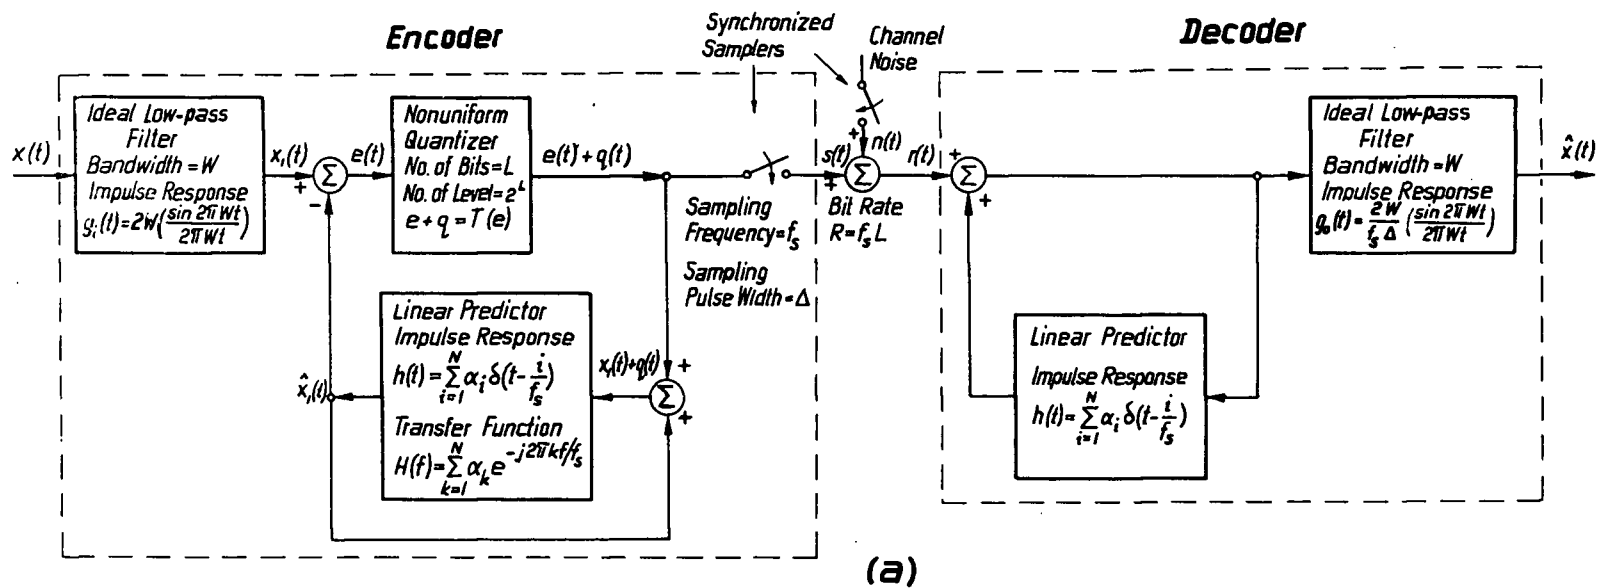 Encoder
Synchronized
Samplers
Channel
Noise
Decoder
x(t)
Ideal Low-pass
Filter
Bandwidth = W
Impulse Response
g_i(t) = 2W(sin 2πWt / 2πWt)
x₁(t)
+
Σ
-
e(t)
Nonuniform
Quantizer
No. of Bits = L
No. of Level = 2^L
e + q = T(e)
e(t) + q(t)
Sampling
Frequency = f_s
Sampling
Pulse Width = Δ
s(t)
+
n(t)
+
Σ
Bit Rate
R = f_s L
r(t)
+
Σ
+
Ideal Low-pass
Filter
Bandwidth = W
Impulse Response
g_o(t) = 2W / f_s Δ (sin 2πWt / 2πWt)
x̂(t)
Linear Predictor
Impulse Response
h(t) = Σ_{i=1}^{N} α_i δ(t - i/f_s)
Transfer Function
H(f) = Σ_{k=1}^{N} α_k e^{-j2πkf/f_s}
x̂₁(t)
x₁(t)+q(t)
+
Σ
+
Linear Predictor
Impulse Response
h(t) = Σ_{i=1}^{N} α_i δ(t - i/f_s)
(a)